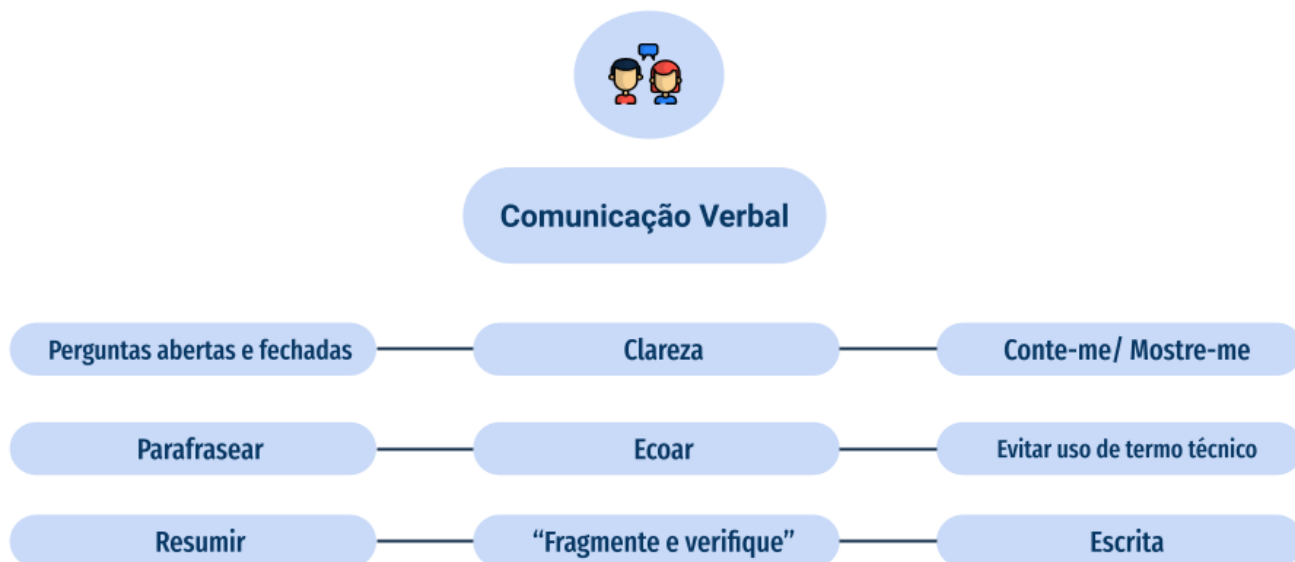 Comunicação Verbal
Perguntas abertas e fechadas
Clareza
Conte-me/ Mostre-me
Parafrasear
Ecoar
Evitar uso de termo técnico
Resumir
“Fragmente e verifique”
Escrita